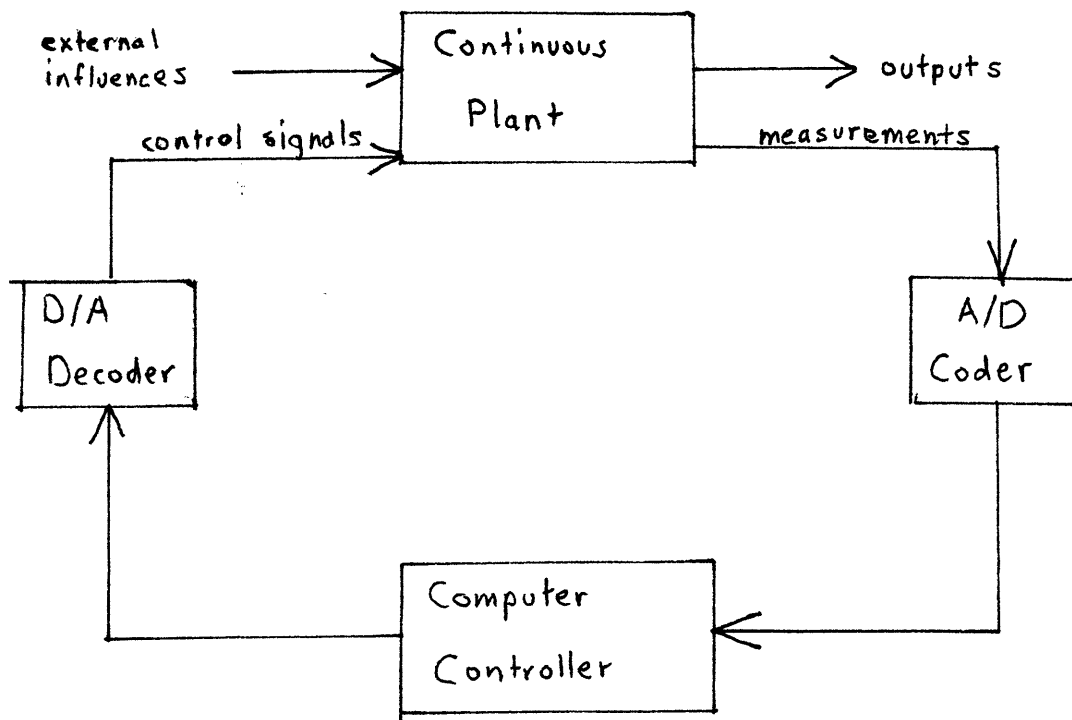 external
influences
Continuous
Plant
outputs
control signals
measurements
D/A
Decoder
A/D
Coder
Computer
Controller